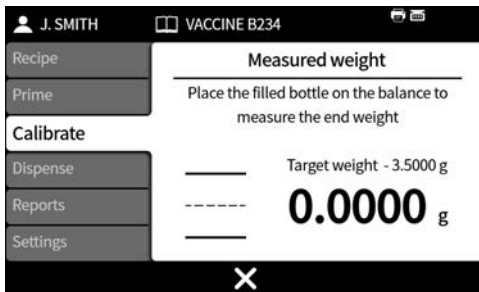 J. SMITH
VACCINE B234
Recipe
Prime
Calibrate
Dispense
Reports
Settings
Measured weight
Place the filled bottle on the balance to
measure the end weight
Target weight - 3.5000 g
0.0000 g